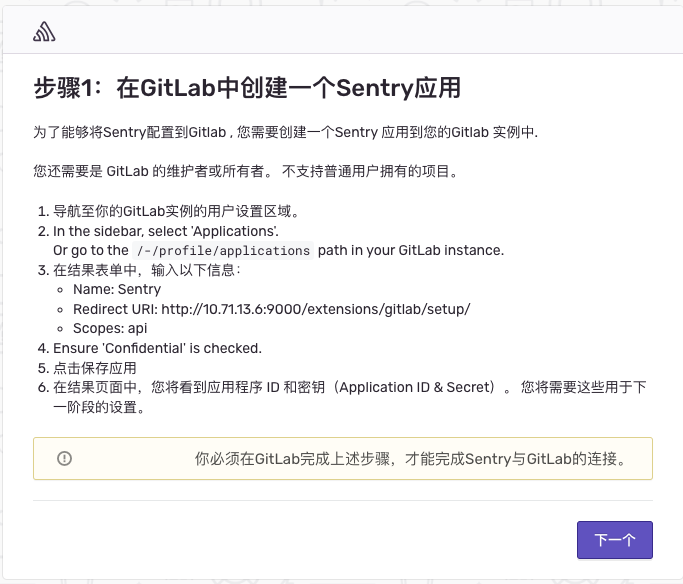 步骤1：在GitLab中创建一个Sentry应用
为了能够将Sentry配置到Gitlab , 您需要创建一个Sentry 应用到您的Gitlab 实例中.
您还需要是 GitLab 的维护者或所有者。 不支持普通用户拥有的项目。
1. 导航至你的GitLab实例的用户设置区域。
2. In the sidebar, select 'Applications'.
Or go to the /-/profile/applications path in your GitLab instance.
3. 在结果表单中，输入以下信息：
Name: Sentry
Redirect URI: http://10.71.13.6:9000/extensions/gitlab/setup/
Scopes: api
4. Ensure 'Confidential' is checked.
5. 点击保存应用
6. 在结果页面中，您将看到应用程序 ID 和密钥（Application ID & Secret）。 您将需要这些用于下
一阶段的设置。
你必须在GitLab完成上述步骤，才能完成Sentry与GitLab的连接。
下一个